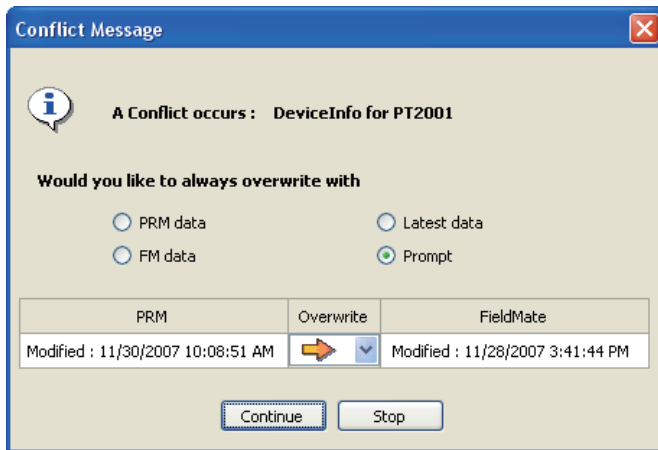 Conflict Message
A Conflict occurs : DeviceInfo for PT2001
Would you like to always overwrite with
PRM data
Latest data
FM data
Prompt
PRM Overwrite FieldMate
Modified : 11/30/2007 10:08:51 AM Modified : 11/28/2007 3:41:44 PM
Continue Stop